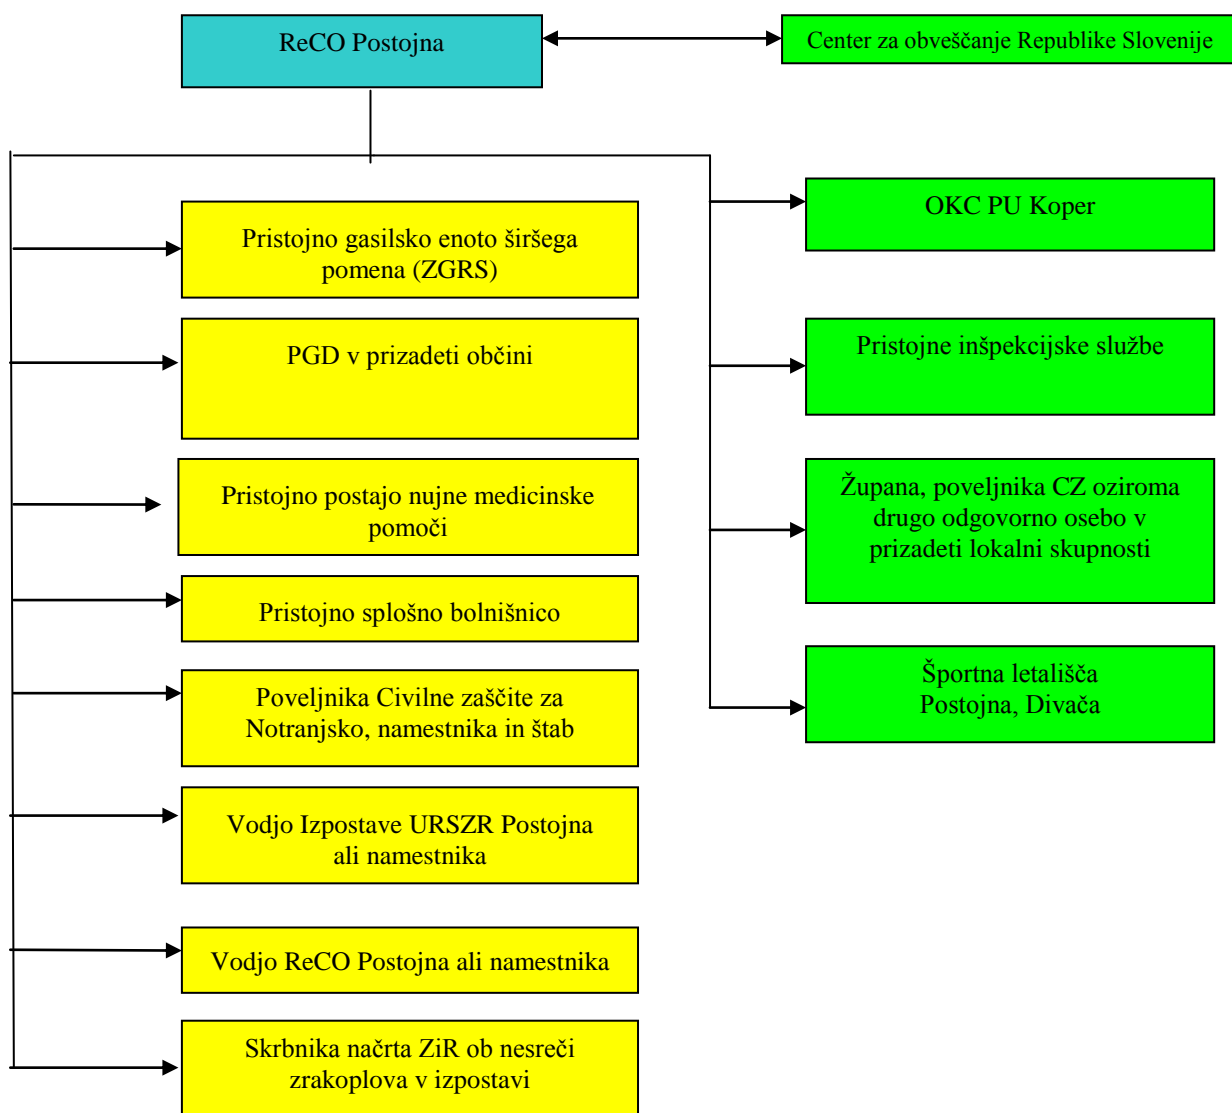 ReCO Postojna
Center za obveščanje Republike Slovenije
Pristojno gasilsko enoto širšega
pomena (ZGRS)
PGD v prizadeti občini
Pristojno postajo nujne medicinske
pomoči
Pristojno splošno bolnišnico
Poveljnika Civilne zaščite za
Notranjsko, namestnika in štab
Vodjo Izpostave URSZR Postojna
ali namestnika
Vodjo ReCO Postojna ali namestnika
Skrbnika načrta ZiR ob nesreči
zrakoplova v izpostavi
OKC PU Koper
Pristojne inšpekcijske službe
Župana, poveljnika CZ oziroma
drugo odgovorno osebo v
prizadeti lokalni skupnosti
Športna letališča
Postojna, Divača